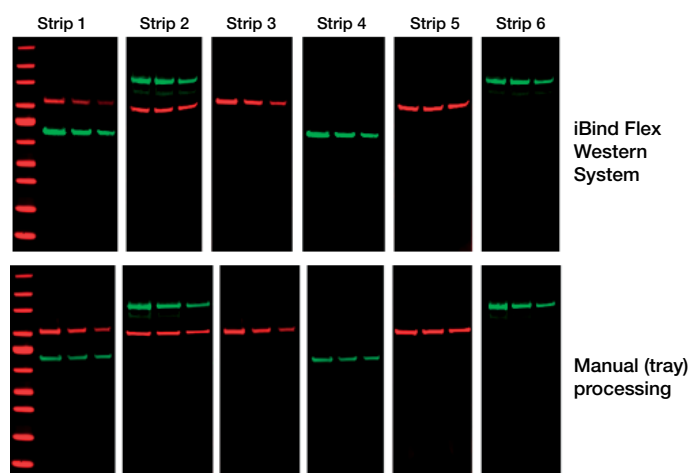 Strip 1 Strip 2 Strip 3 Strip 4 Strip 5 Strip 6
iBind Flex
Western
System
Manual (tray)
processing